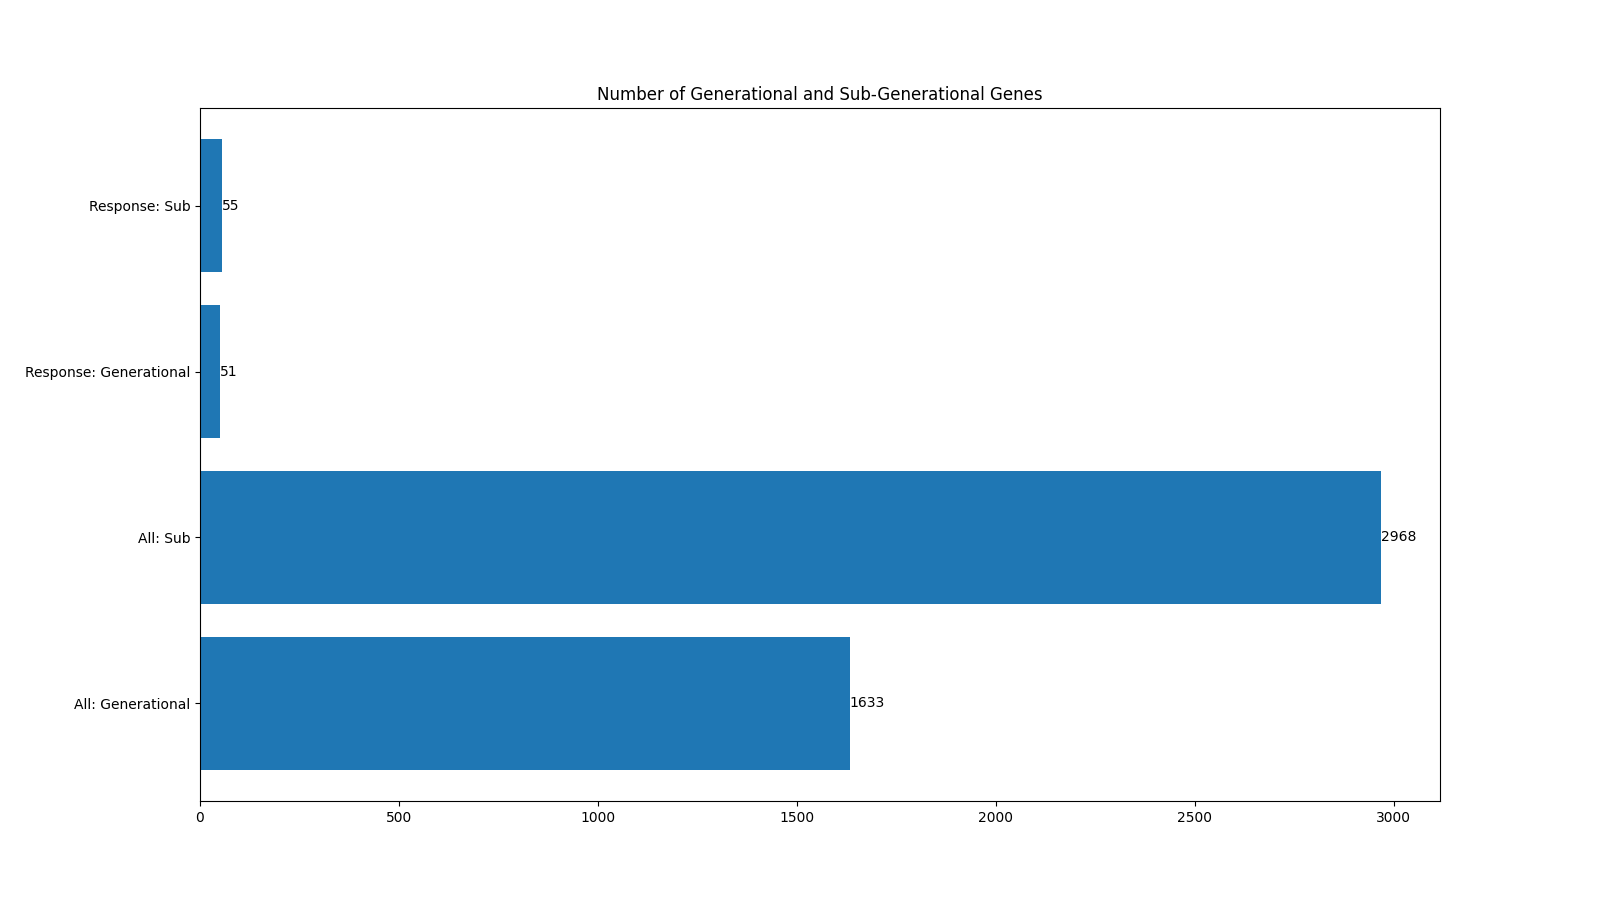 Number of Generational and Sub-Generational Genes
Response: Sub
55
Response: Generational
51
All: Sub
2968
All: Generational
1633
0 500 1000 1500 2000 2500 3000